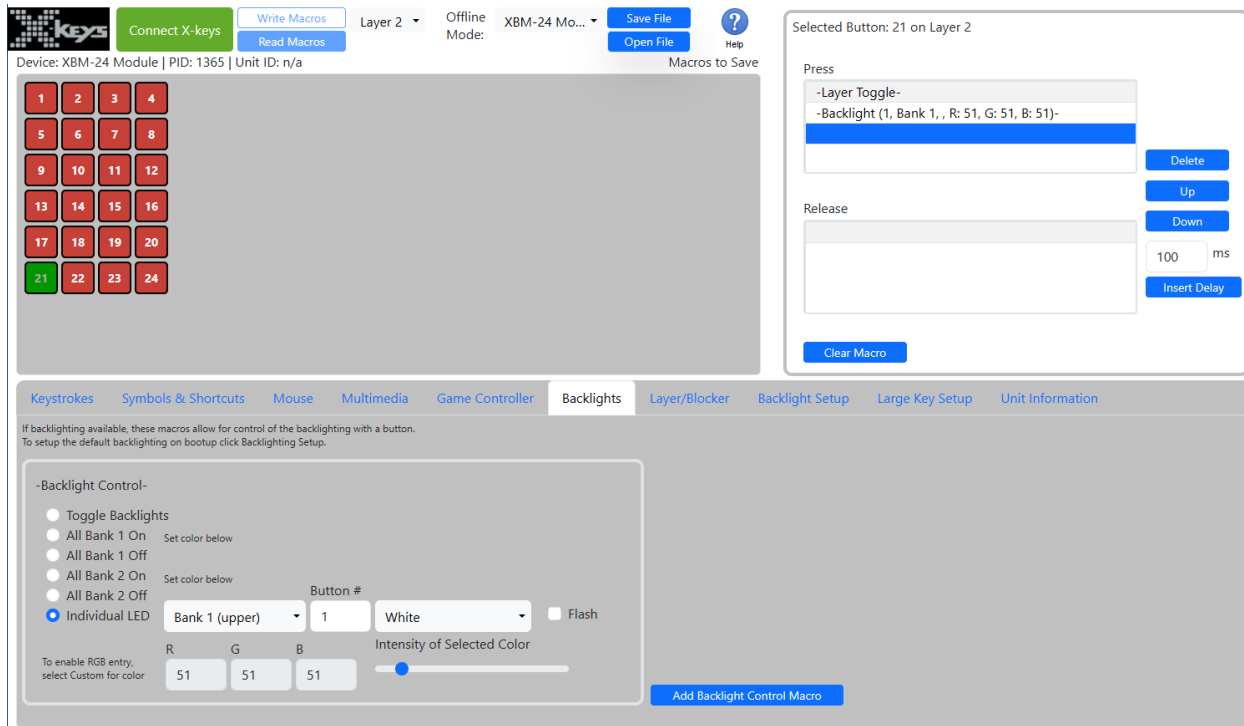 X-keys
Connect X-keys
Write Macros
Read Macros
Layer 2
Offline Mode:
XBM-24 Mo...
Save File
Open File
?
Help
Device: XBM-24 Module | PID: 1365 | Unit ID: n/a
Macros to Save
1 2 3 4
5 6 7 8
9 10 11 12
13 14 15 16
17 18 19 20
21 22 23 24
Selected Button: 21 on Layer 2
Press
-Layer Toggle-
-Backlight (1, Bank 1, , R: 51, G: 51, B: 51)-
Delete
Up
Down
100 ms
Insert Delay
Release
Clear Macro
Keystrokes Symbols & Shortcuts Mouse Multimedia Game Controller Backlights Layer/Blocker Backlight Setup Large Key Setup Unit Information
If backlighting available, these macros allow for control of the backlighting with a button.
To setup the default backlighting on bootup click Backlighting Setup.
-Backlight Control-
Toggle Backlights
All Bank 1 On Set color below
All Bank 1 Off
All Bank 2 On Set color below
All Bank 2 Off
Button #
Individual LED Bank 1 (upper) 1 White Flash
R G B Intensity of Selected Color
To enable RGB entry,
select Custom for color
51 51 51
Add Backlight Control Macro